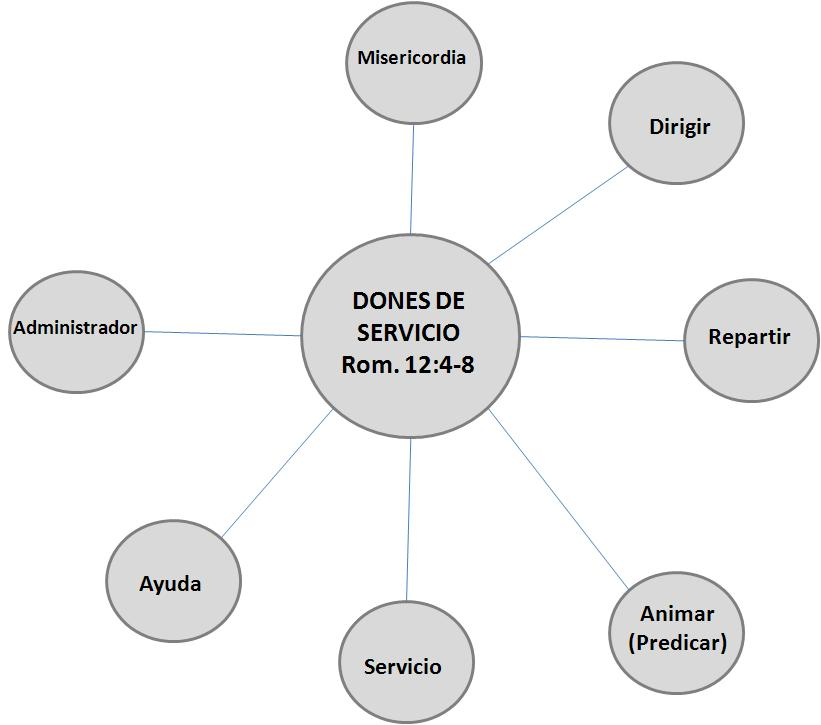 Misericordia
Dirigir
DONES DE
SERVICIO
Rom. 12:4-8
Administrador
Repartir
Ayuda
Animar
(Predicar)
Servicio